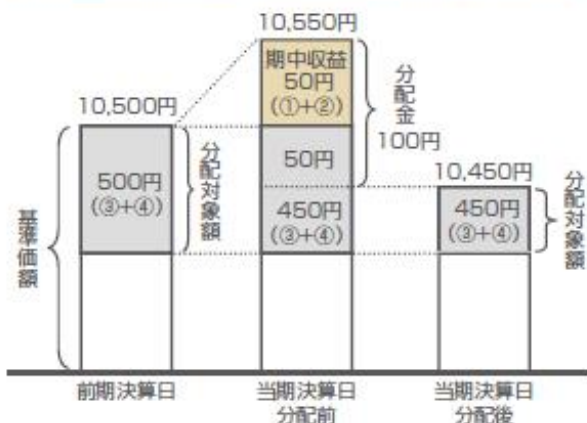 10,550円
期中収益
50円
(①+②)
分配金
100円
10,500円
500円
(③+④)
分配対象額
50円
450円
(③+④)
10,450円
450円
(③+④)
分配対象額
基準価額
前期決算日
当期決算日
分配前
当期決算日
分配後